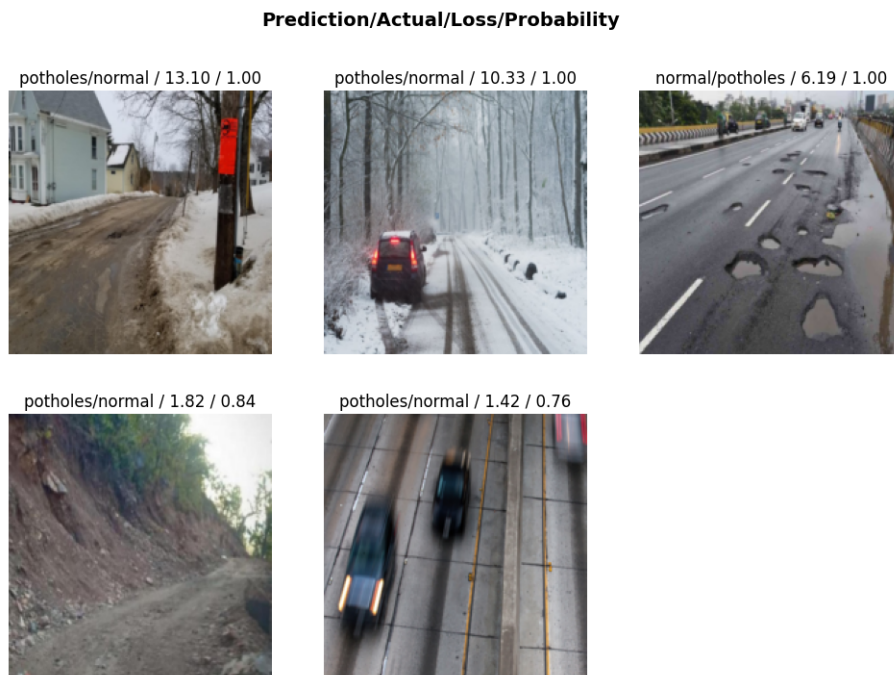 Prediction/Actual/Loss/Probability
potholes/normal / 13.10 / 1.00
potholes/normal / 10.33 / 1.00
normal/potholes / 6.19 / 1.00
potholes/normal / 1.82 / 0.84
potholes/normal / 1.42 / 0.76